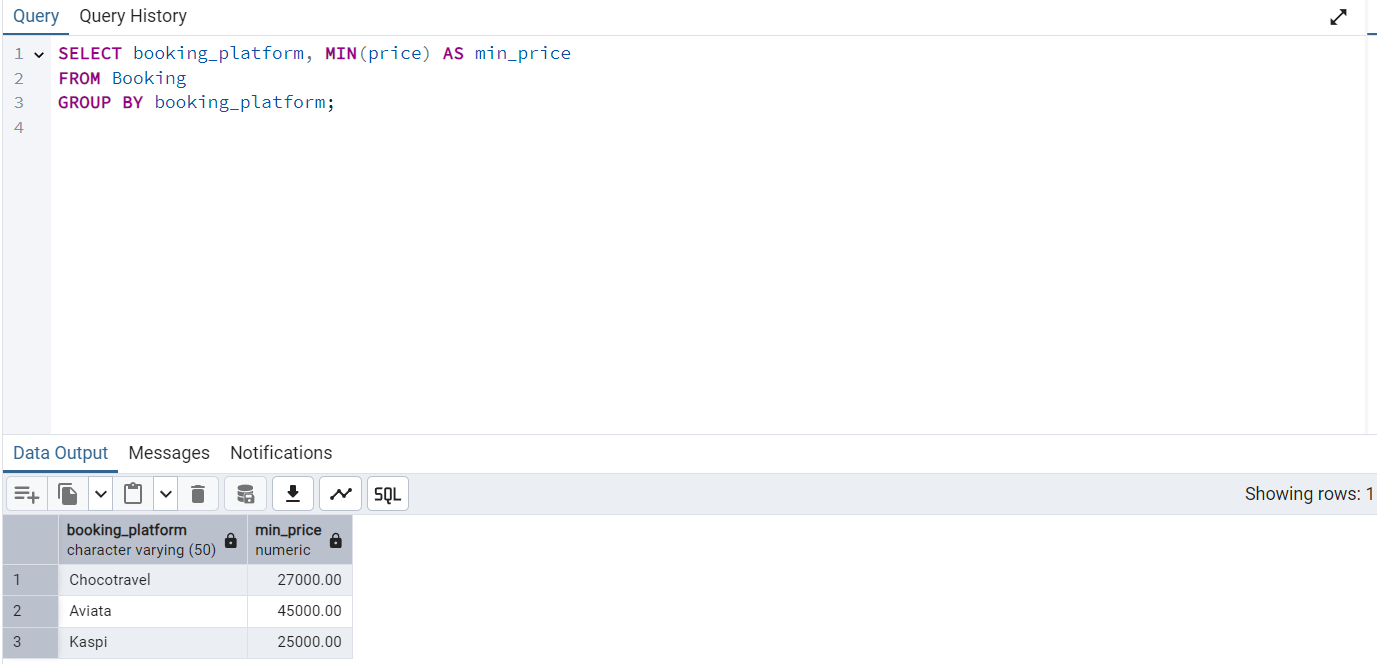 Query Query History
1 SELECT booking_platform, MIN(price) AS min_price
2 FROM Booking
3 GROUP BY booking_platform;
4
Data Output Messages Notifications
SQL Showing rows: 1
booking_platform min_price
character varying (50) numeric
1 Chocotravel 27000.00
2 Aviata 45000.00
3 Kaspi 25000.00